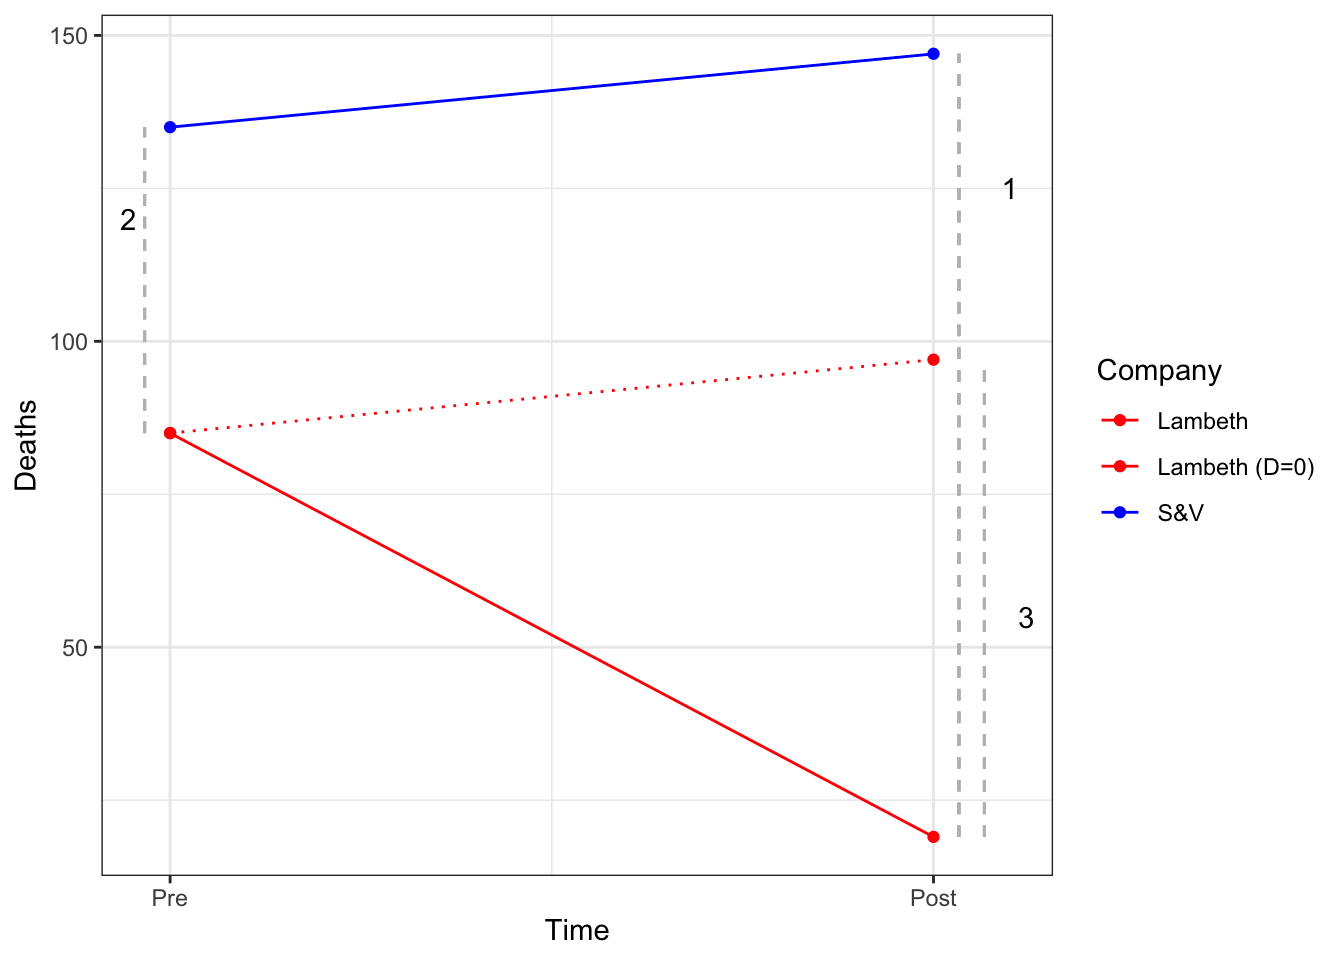 150
100
50
Deaths
2
1
3
Pre
Post
Time
Company
Lambeth
Lambeth (D=0)
S&V